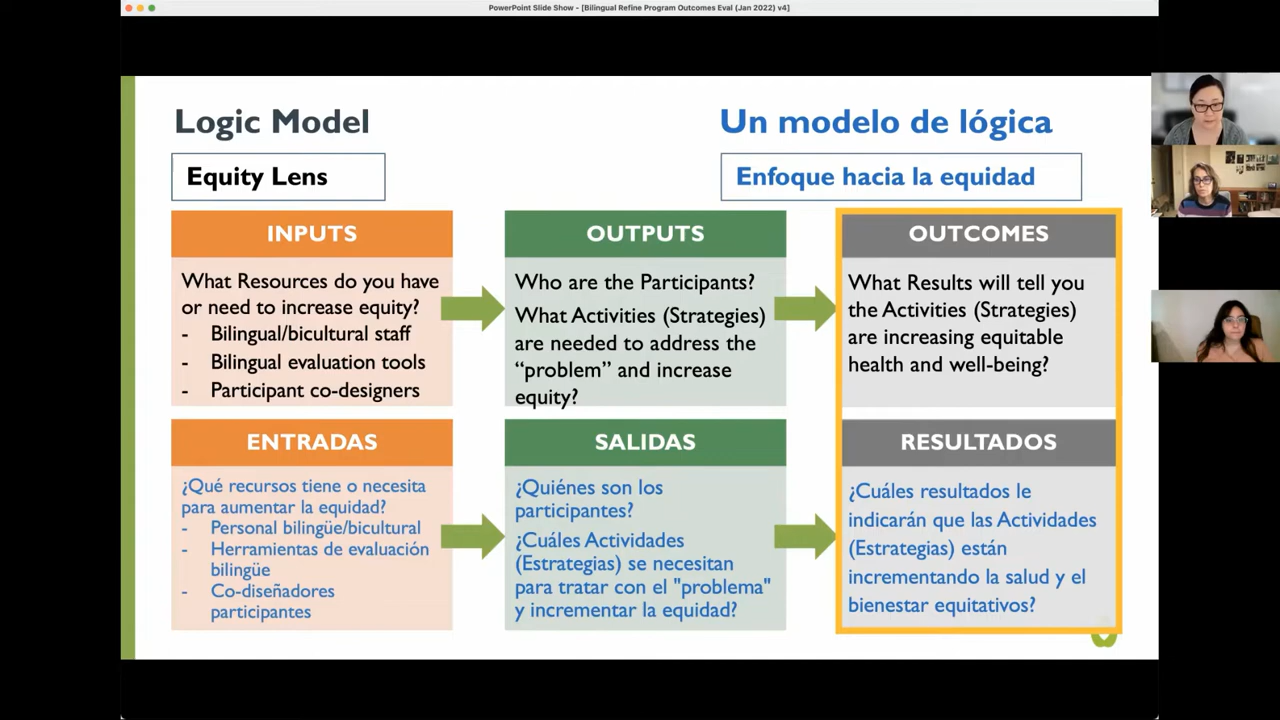 PowerPoint Slide Show - [Bilingual Refine Program Outcomes Eval (Jan 2022) v4]
Logic Model
Un modelo de lógica
Equity Lens
Enfoque hacia la equidad
INPUTS
What Resources do you have
or need to increase equity?
- Bilingual/bicultural staff
- Bilingual evaluation tools
- Participant co-designers
OUTPUTS
Who are the Participants?
What Activities (Strategies)
are needed to address the
“problem” and increase
equity?
OUTCOMES
What Results will tell you
the Activities (Strategies)
are increasing equitable
health and well-being?
ENTRADAS
¿Qué recursos tiene o necesita
para aumentar la equidad?
- Personal bilingüe/bicultural
- Herramientas de evaluación
bilingüe
- Co-diseñadores
participantes
SALIDAS
¿Quiénes son los
participantes?
¿Cuáles Actividades
(Estrategias) se necesitan
para tratar con el "problema"
y incrementar la equidad?
RESULTADOS
¿Cuáles resultados le
indicarán que las Actividades
(Estrategias) están
incrementando la salud y el
bienestar equitativos?